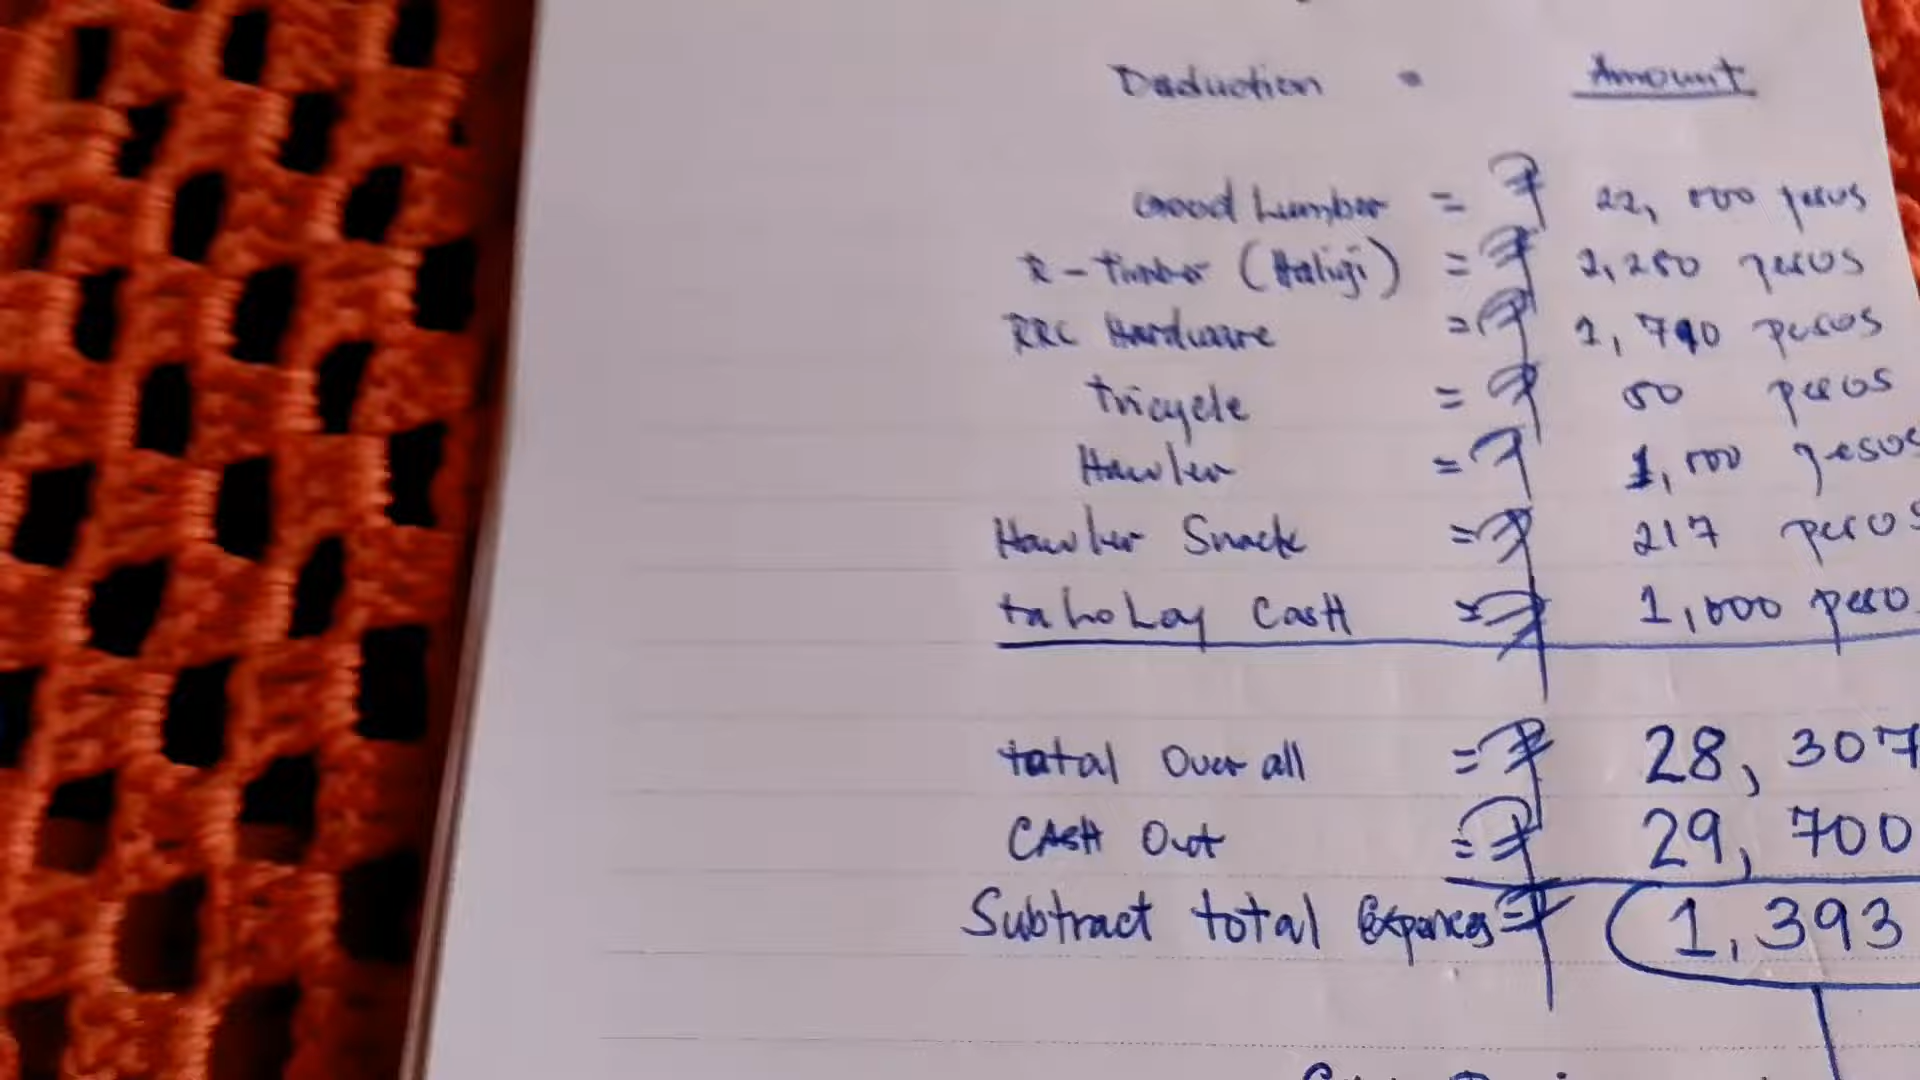 Deduction = Amount
Good Lumber = ₱ 22,000 pesos
R-Timber (Haligi) = ₱ 2,250 pesos
RRC Hardware = ₱ 1,790 pesos
Tricycle = ₱ 50 pesos
Hawler = ₱ 1,000 pesos
Hawler Snack = ₱ 217 pesos
CasH = ₱ 1,000 peso
total Over all = ₱ 28,307
CASH Out = ₱ 29,700
Subtract total Expences = ₱ 1,393